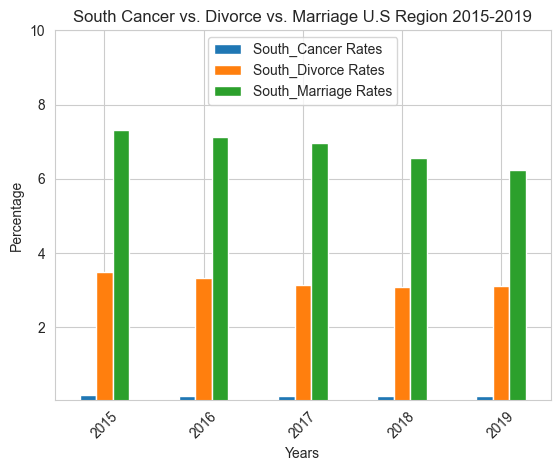 South Cancer vs. Divorce vs. Marriage U.S Region 2015-2019
South_Cancer Rates
South_Divorce Rates
South_Marriage Rates
10
8
6
4
2
Percentage
2015
2016
2017
2018
2019
Years